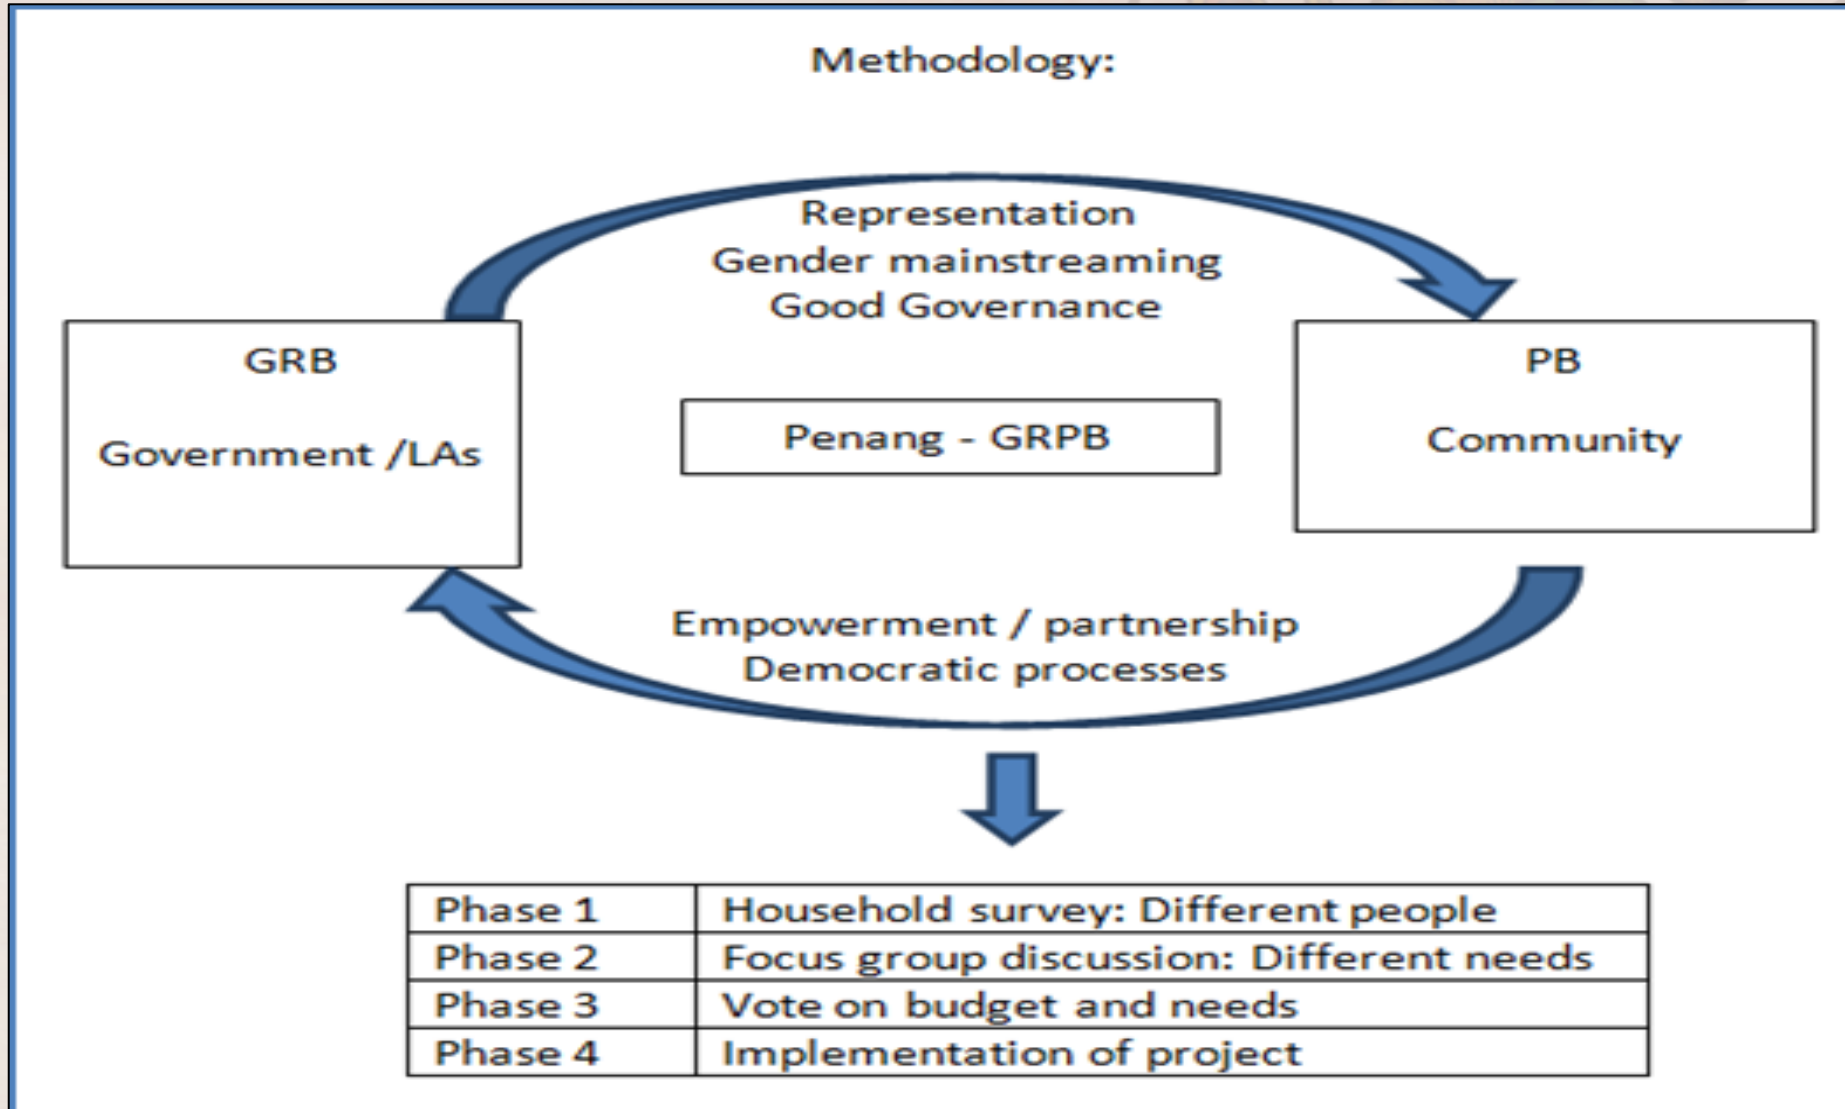 Methodology:
Representation
Gender mainstreaming
Good Governance
GRB
Government /LAs
Penang - GRPB
PB
Community
Empowerment / partnership
Democratic processes
Phase 1 Household survey: Different people
Phase 2 Focus group discussion: Different needs
Phase 3 Vote on budget and needs
Phase 4 Implementation of project